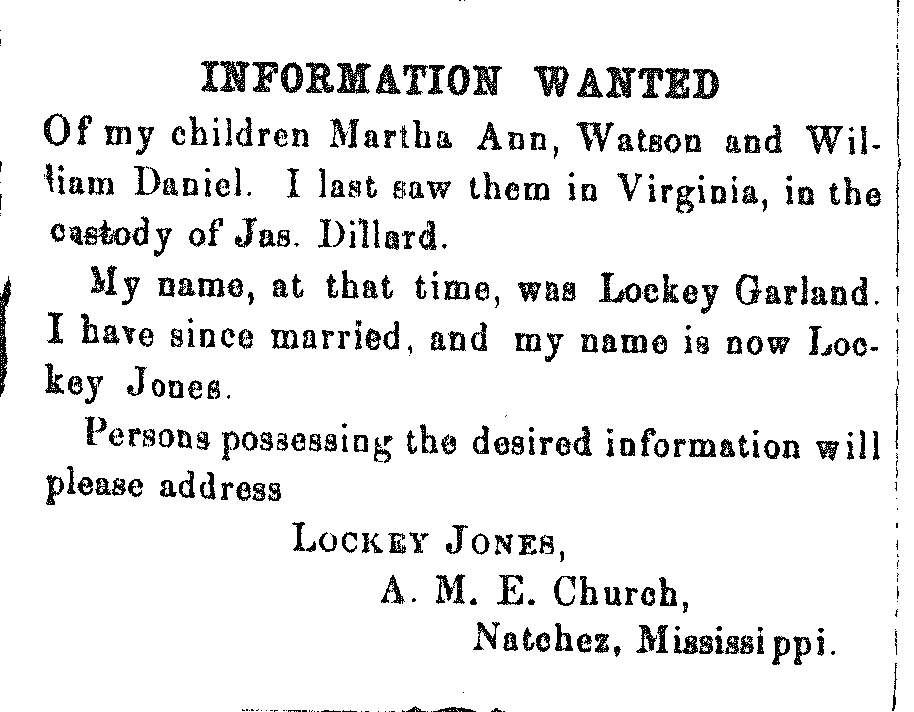 INFORMATION WANTED
Of my children Martha Ann, Watson and Wil-
liam Daniel. I last saw them in Virginia, in the
custody of Jas. Dillard.
My name, at that time, was Lockey Garland.
I have since married, and my name is now Loc-
key Jones.
Persons possessing the desired information will
please address
LOCKEY JONES,
A. M. E. Church,
Natchez, Mississippi.